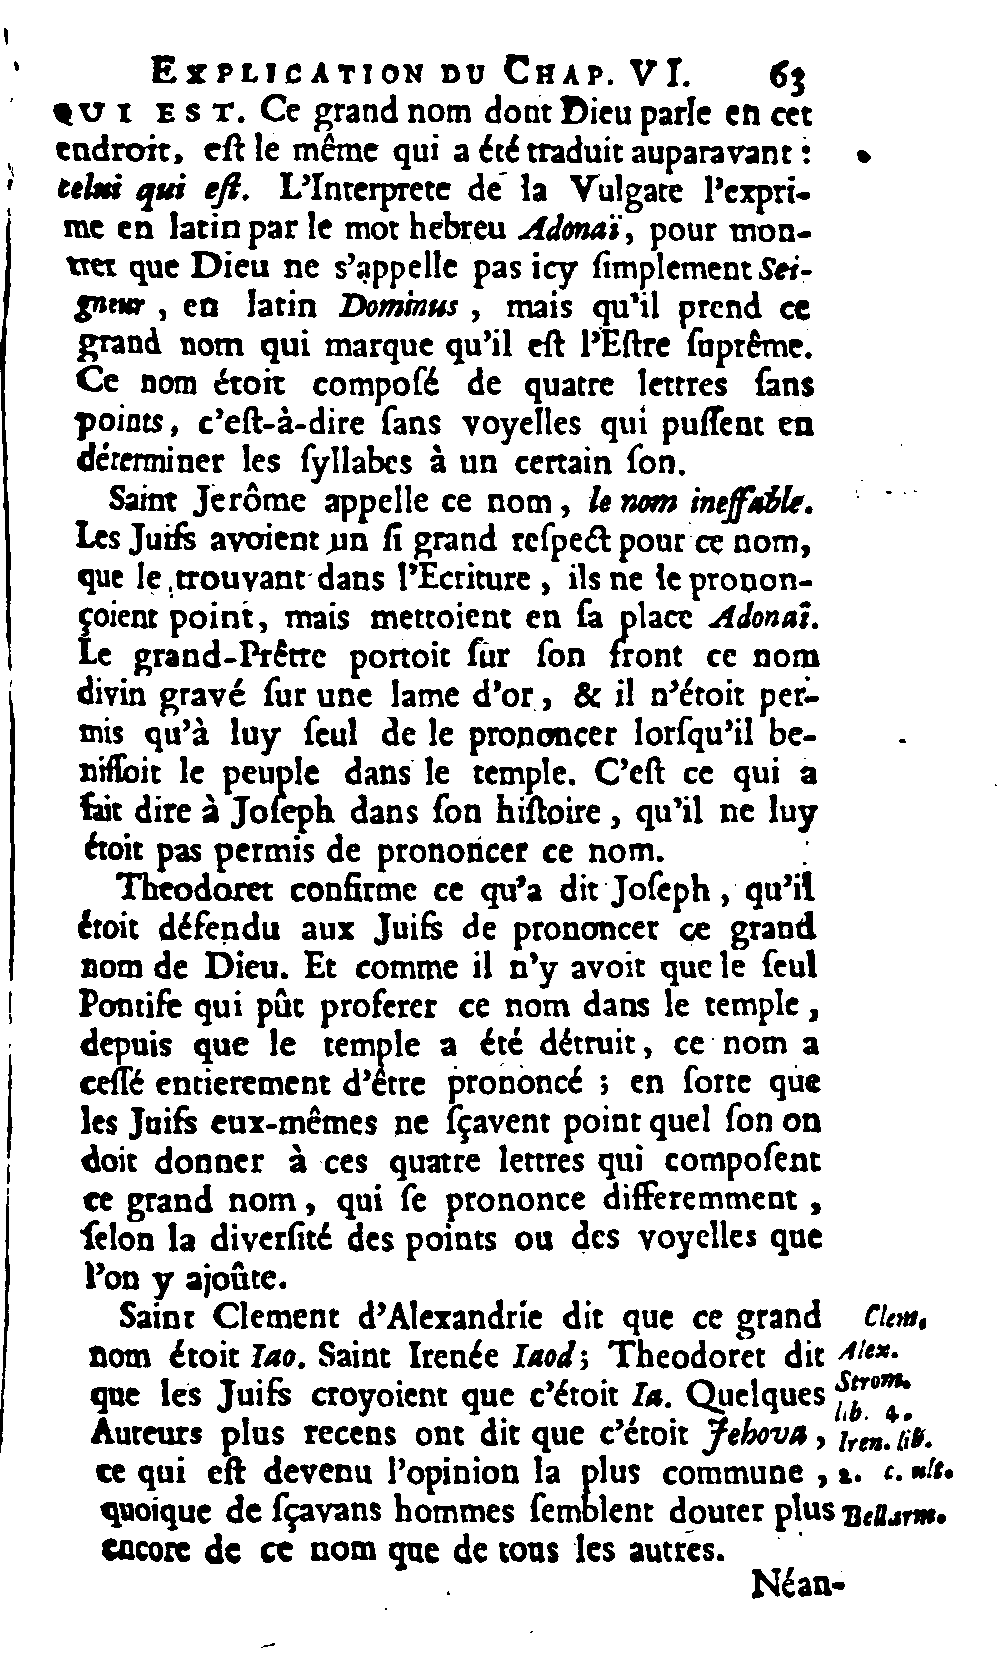 EXPLICATION DU CHAP. VI. 63
QUI EST. Ce grand nom dont Dieu parle en cet
endroit, eſt le même qui a été traduit auparavant :
celui qui eſt. L'Interprete de la Vulgate l'expri-
me en latin par le mot hebreu Adonaï, pour mon-
trer que Dieu ne s'appelle pas icy ſimplement Sei-
gneur, en latin Dominus, mais qu'il prend ce
grand nom qui marque qu'il eſt l'Eſtre ſuprême.
Ce nom étoit compoſé de quatre lettres ſans
points, c'eſt-à-dire ſans voyelles qui puſſent en
déterminer les ſyllabes à un certain ſon.
Saint Jerôme appelle ce nom, le nom ineffable.
Les Juifs avoient un ſi grand reſpect pour ce nom,
que le trouvant dans l'Ecriture, ils ne le pronon-
çoient point, mais mettoient en ſa place Adonaï.
Le grand-Prêtre portoit ſur ſon front ce nom
divin gravé ſur une lame d'or, & il n'étoit per-
mis qu'à luy ſeul de le prononcer lorſqu'il be-
niſſoit le peuple dans le temple. C'eſt ce qui a
fait dire à Joſeph dans ſon hiſtoire, qu'il ne luy
étoit pas permis de prononcer ce nom.
Theodoret confirme ce qu'a dit Joſeph, qu'il
étoit défendu aux Juifs de prononcer ce grand
nom de Dieu. Et comme il n'y avoit que le ſeul
Pontife qui pût proferer ce nom dans le temple,
depuis que le temple a été détruit, ce nom a
ceſſé entierement d'être prononcé ; en ſorte que
les Juifs eux-mêmes ne ſçavent point quel ſon on
doit donner à ces quatre lettres qui compoſent
ce grand nom, qui ſe prononce differemment,
ſelon la diverſité des points ou des voyelles que
l'on y ajoûte.
Saint Clement d'Alexandrie dit que ce grand
nom étoit Iao. Saint Irenée Iaod ; Theodoret dit
que les Juifs croyoient que c'étoit Ia. Quelques
Auteurs plus recens ont dit que c'étoit Jehova,
ce qui eſt devenu l'opinion la plus commune,
quoique de ſçavans hommes ſemblent douter plus
encore de ce nom que de tous les autres.
Clem.
Alex.
Strom.
lib. 4.
Iren. lib.
2. c. ult.
Bellarm.
Néan-